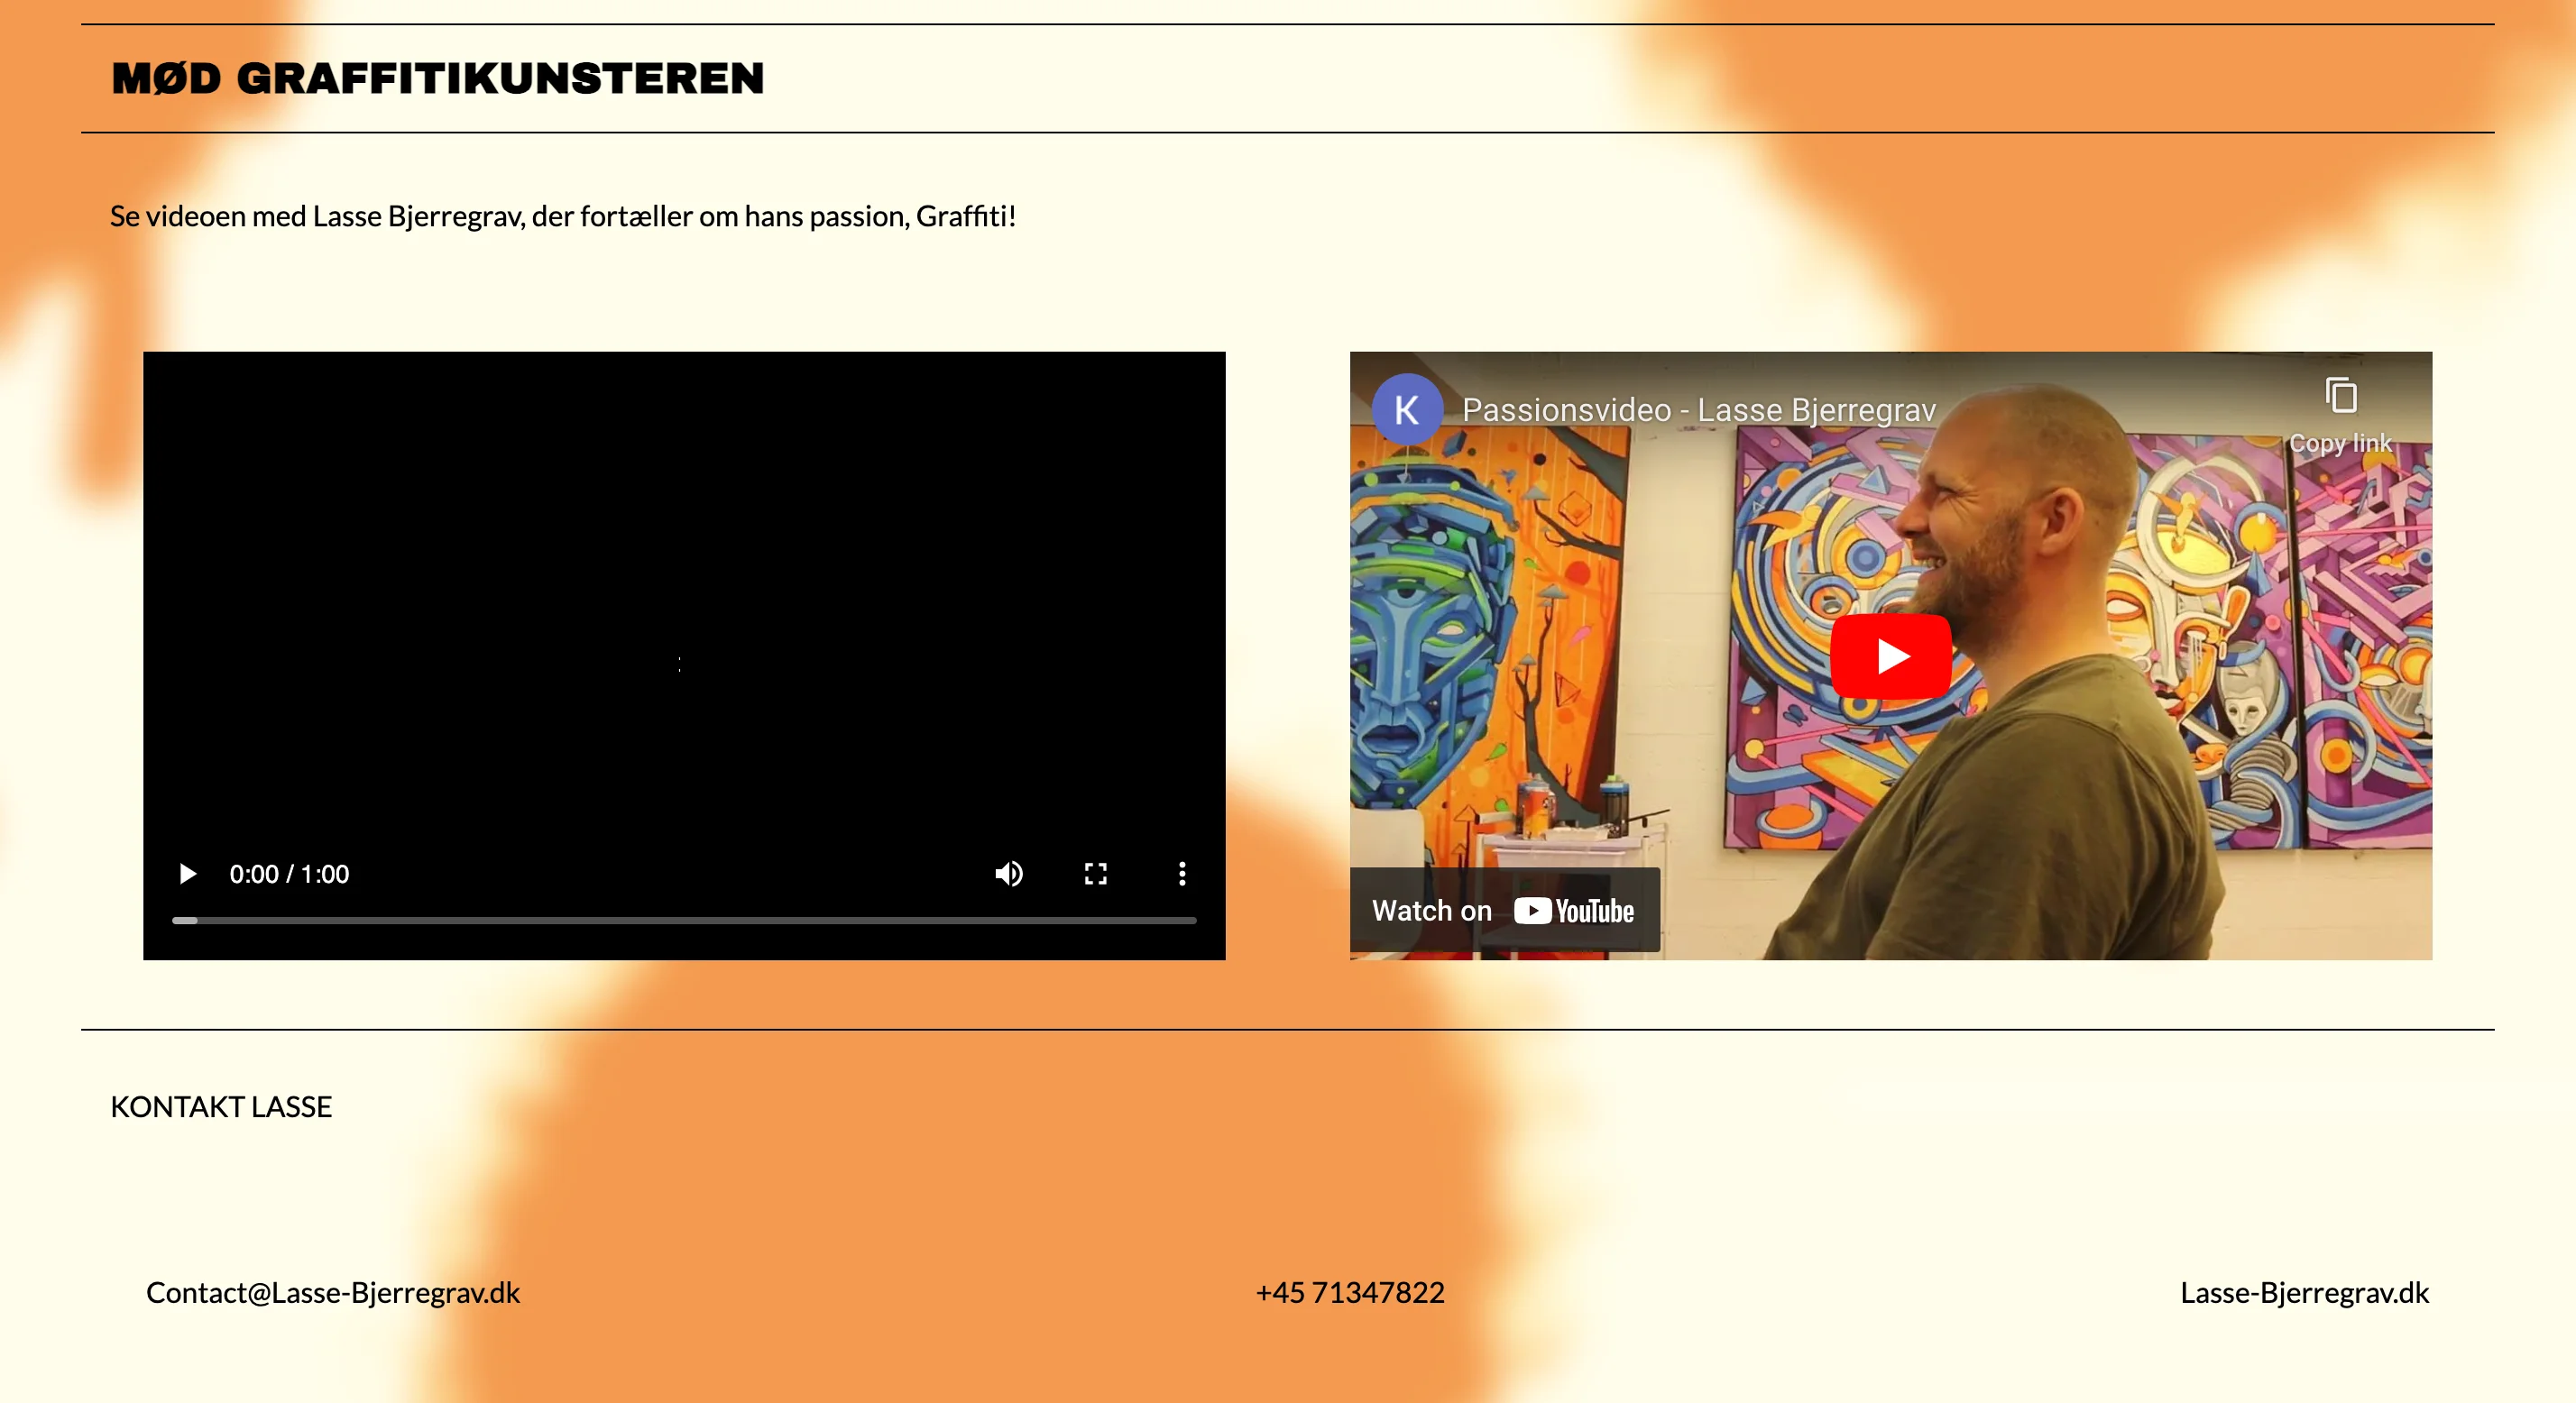 MØD GRAFFITIKUNSTEREN
Se videoen med Lasse Bjerregrav, der fortæller om hans passion, Graffiti!
0:00 / 1:00
K
Passionsvideo - Lasse Bjerregrav
Copy link
Watch on YouTube
KONTAKT LASSE
Contact@Lasse-Bjerregrav.dk
+45 71347822
Lasse-Bjerregrav.dk